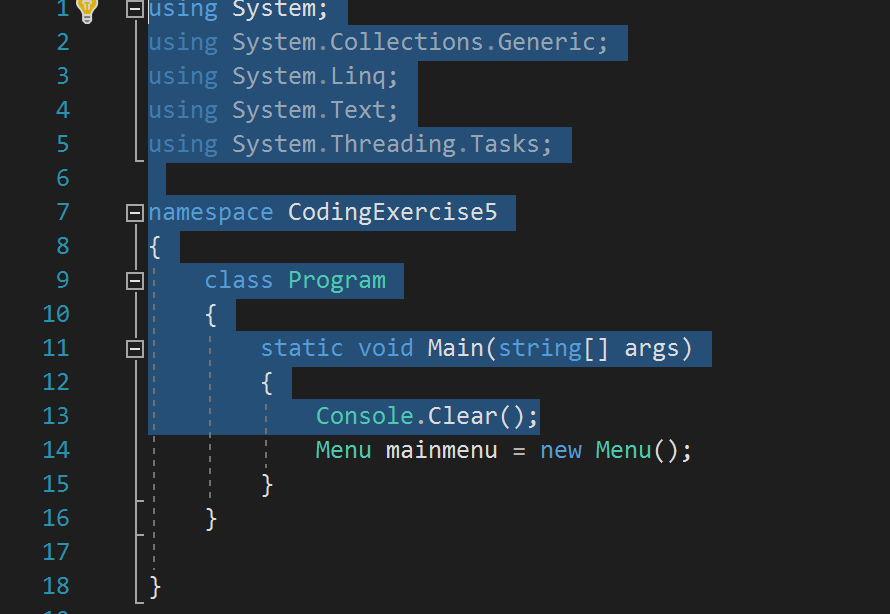 1 using System;
2 using System.Collections.Generic;
3 using System.Linq;
4 using System.Text;
5 using System.Threading.Tasks;
6
7 namespace CodingExercise5
8 {
9 class Program
10 {
11 static void Main(string[] args)
12 {
13 Console.Clear();
14 Menu mainmenu = new Menu();
15 }
16 }
17
18 }